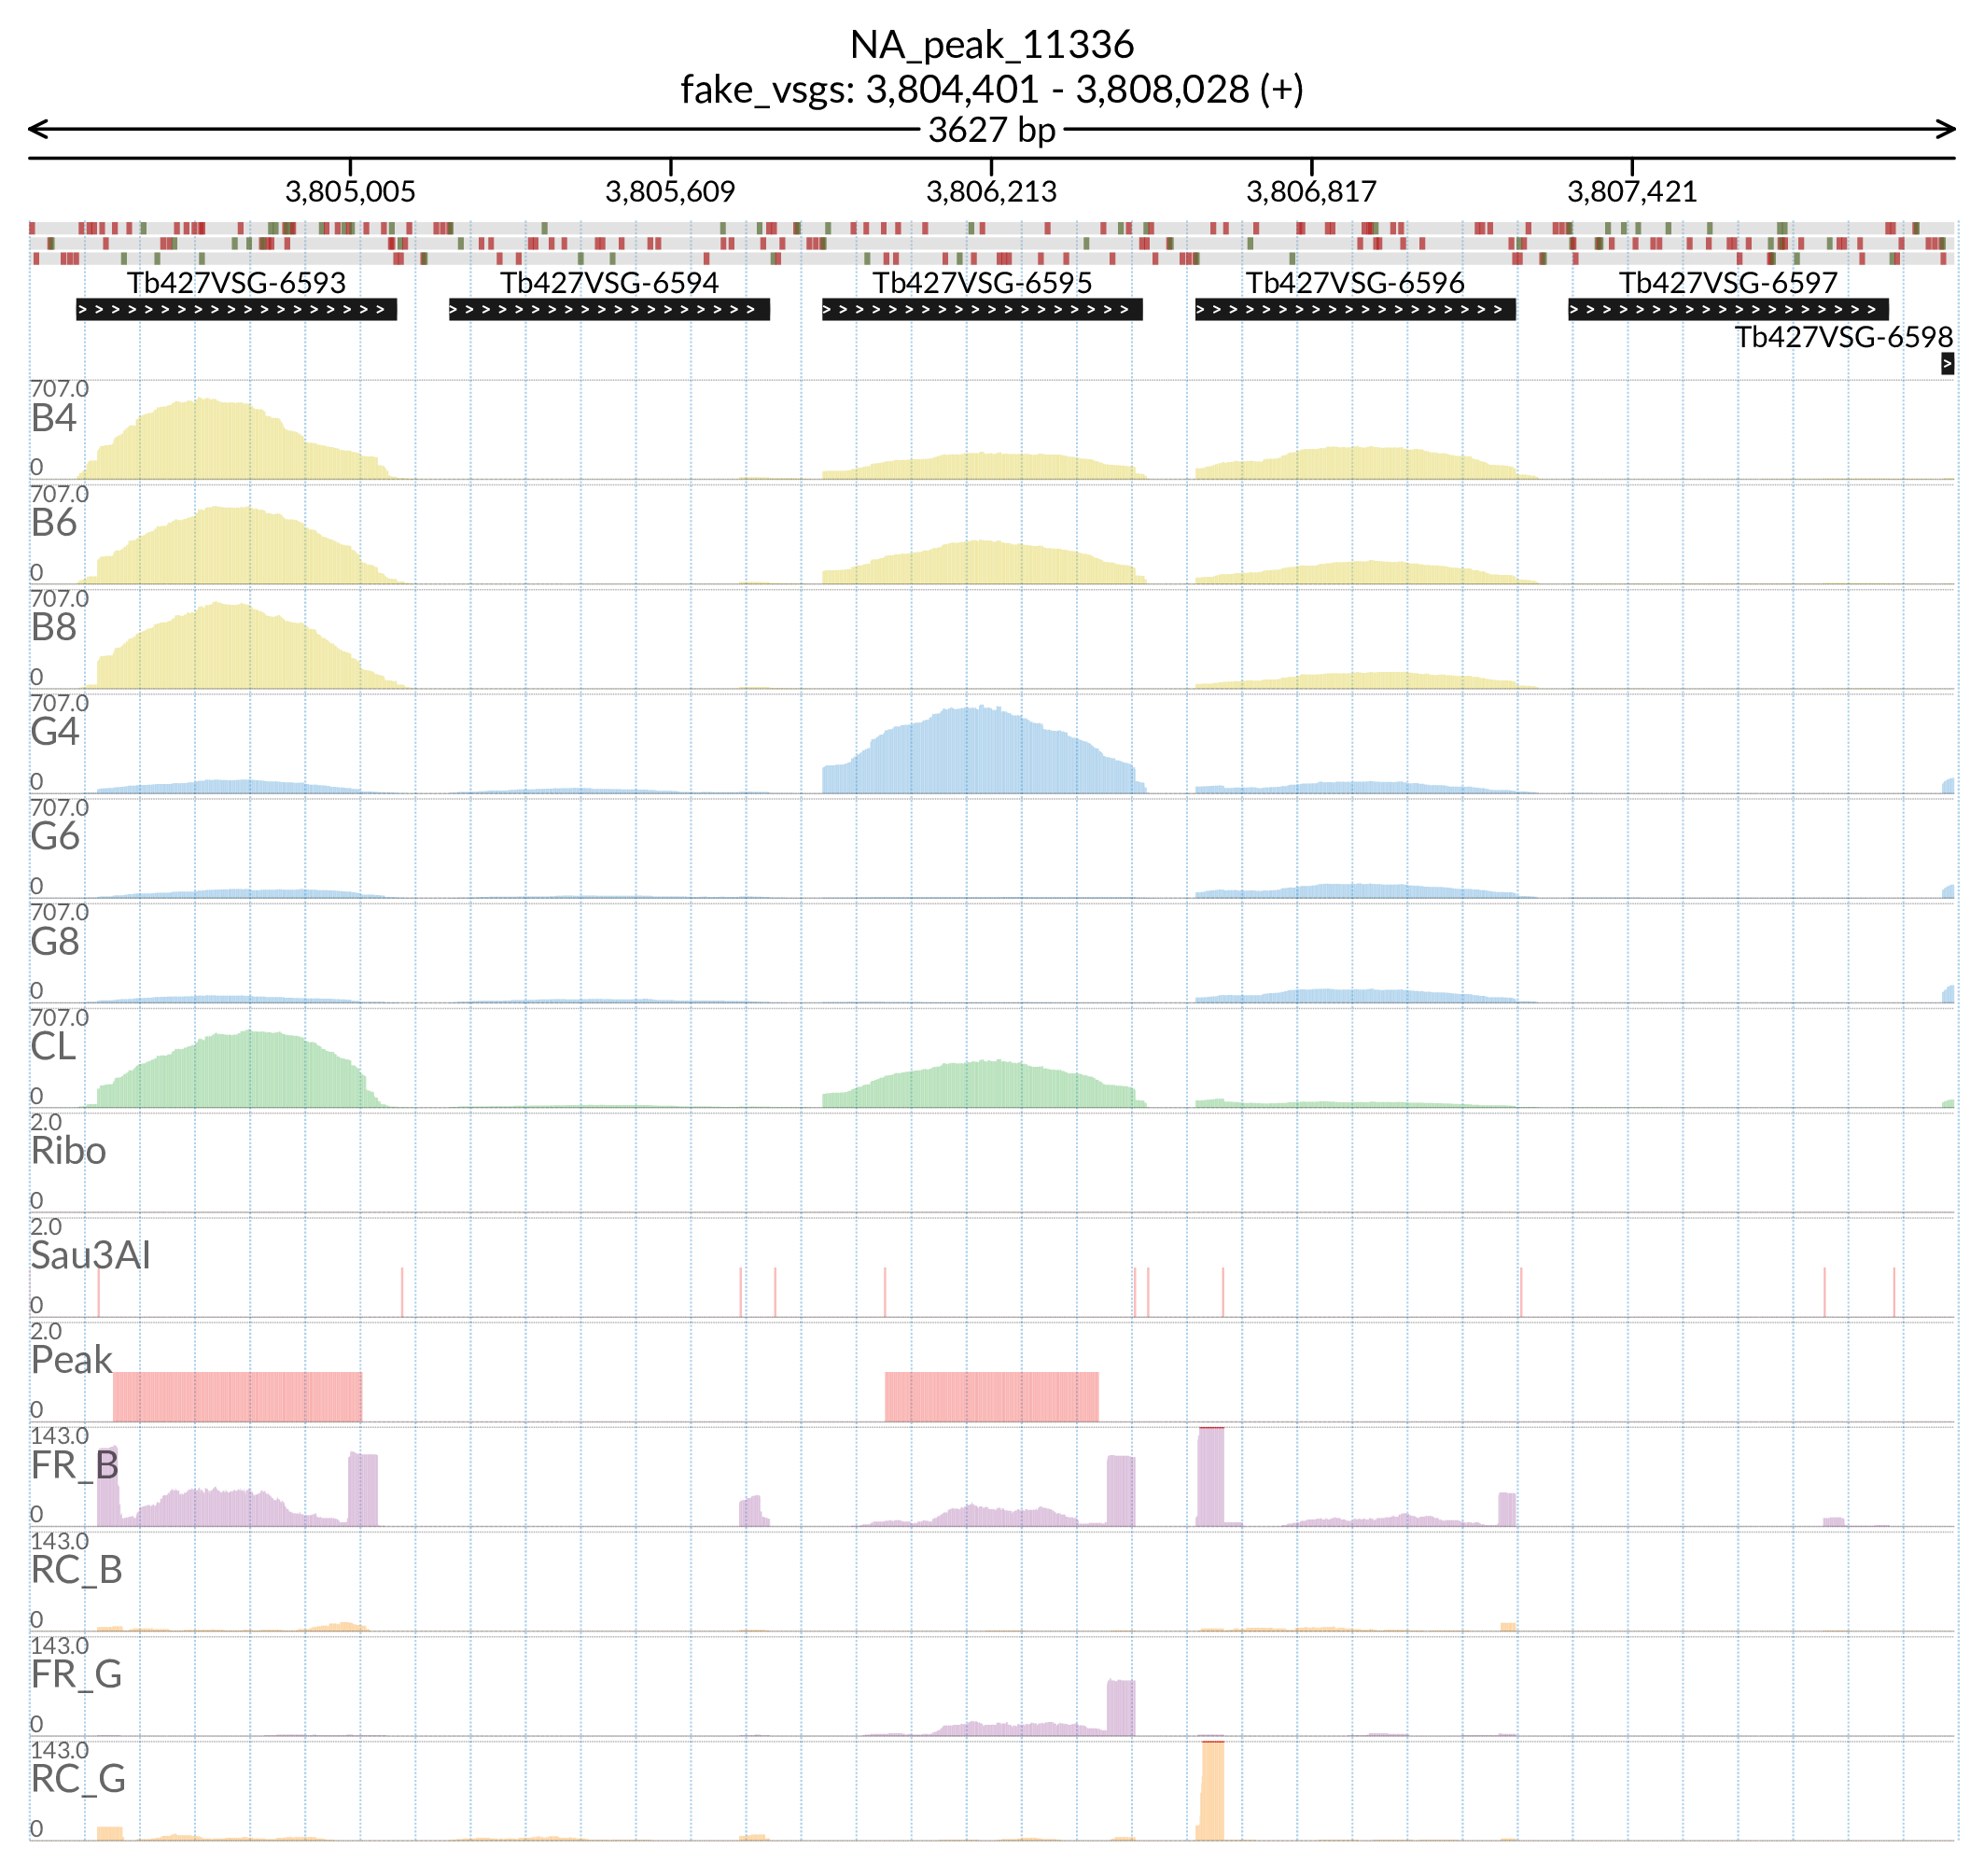 NA_peak_11336
fake_vsgs: 3,804,401 - 3,808,028 (+)
3627 bp
3,805,005 3,805,609 3,806,213 3,806,817 3,807,421
Tb427VSG-6593 Tb427VSG-6594 Tb427VSG-6595 Tb427VSG-6596 Tb427VSG-6597
Tb427VSG-6598
707.0
B4
0
707.0
B6
0
707.0
B8
0
707.0
G4
0
707.0
G6
0
707.0
G8
0
707.0
CL
0
2.0
Ribo
0
2.0
Sau3AI
0
2.0
Peak
0
143.0
FR_B
0
143.0
RC_B
0
143.0
FR_G
0
143.0
RC_G
0